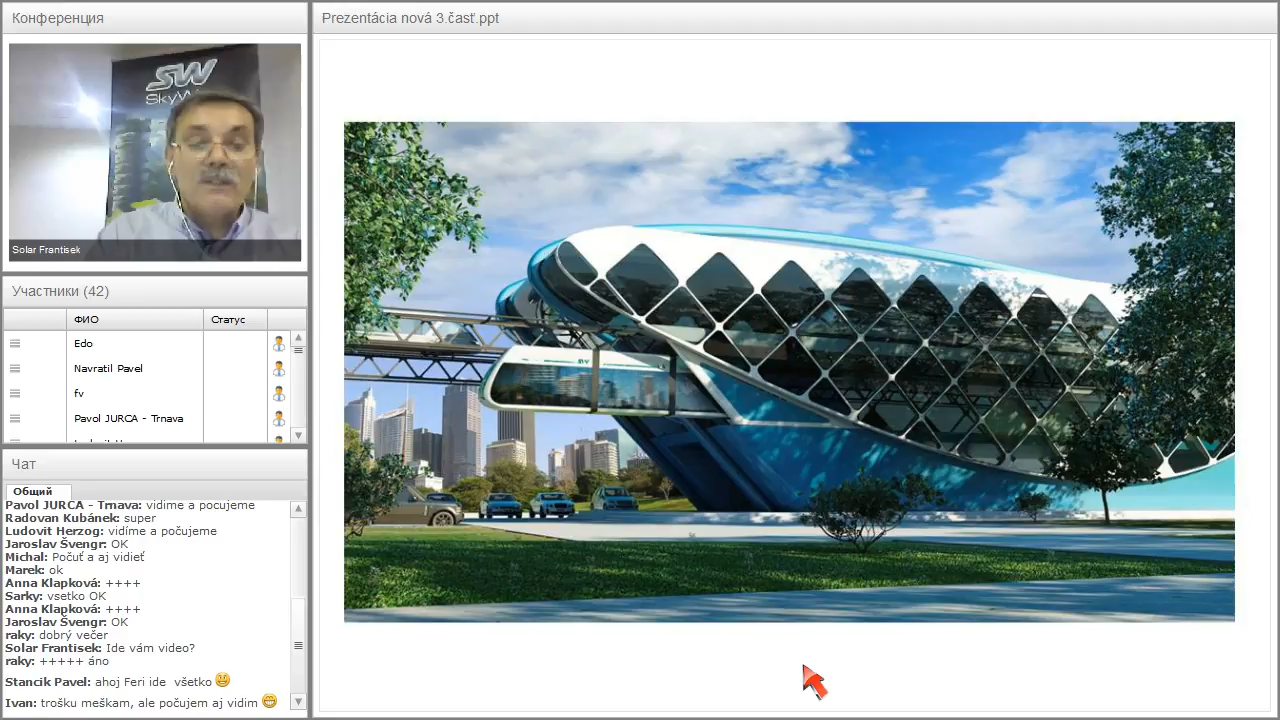 Конференция
SW
Solar Frantisek
Участники (42)
ФИО
Статус
Edo
Navratil Pavel
fv
Pavol JURCA - Trnava
Чат
Общий
Pavol JURCA - Trnava: vidime a pocujeme
Radovan Kubánek: super
Ludovit Herzog: vidíme a počujeme
Jaroslav Švengr: OK
Michal: Počuť a aj vidieť
Marek: ok
Anna Klapková: ++++
Sarky: vsetko OK
Anna Klapková: ++++
Jaroslav Švengr: OK
raky: dobrý večer
Solar Frantisek: Ide vám video?
raky: +++++ áno
Stancik Pavel: ahoj Feri ide všetko
Ivan: trošku meškam, ale počujem aj vidim
Prezentácia nová 3.časť.ppt
SW